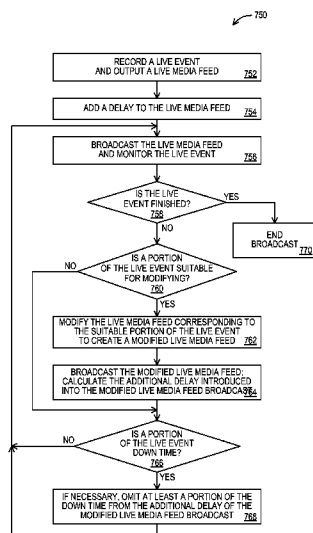 750
RECORD A LIVE EVENT
AND OUTPUT A LIVE MEDIA FEED
752
ADD A DELAY TO THE LIVE MEDIA FEED
754
BROADCAST THE LIVE MEDIA FEED
AND MONITOR THE LIVE EVENT
756
IS THE LIVE
EVENT FINISHED?
758
YES
NO
END
BROADCAST
770
IS A PORTION
OF THE LIVE EVENT SUITABLE
FOR MODIFYING?
760
NO
YES
MODIFY THE LIVE MEDIA FEED CORRESPONDING TO
THE SUITABLE PORTION OF THE LIVE EVENT
TO CREATE A MODIFIED LIVE MEDIA FEED
762
BROADCAST THE MODIFIED LIVE MEDIA FEED;
CALCULATE THE ADDITIONAL DELAY INTRODUCED
INTO THE MODIFIED LIVE MEDIA FEED BROADCAST
764
IS A PORTION
OF THE LIVE EVENT
DOWN TIME?
766
NO
YES
IF NECESSARY, OMIT AT LEAST A PORTION OF THE
DOWN TIME FROM THE ADDITIONAL DELAY OF THE
MODIFIED LIVE MEDIA FEED BROADCAST
768